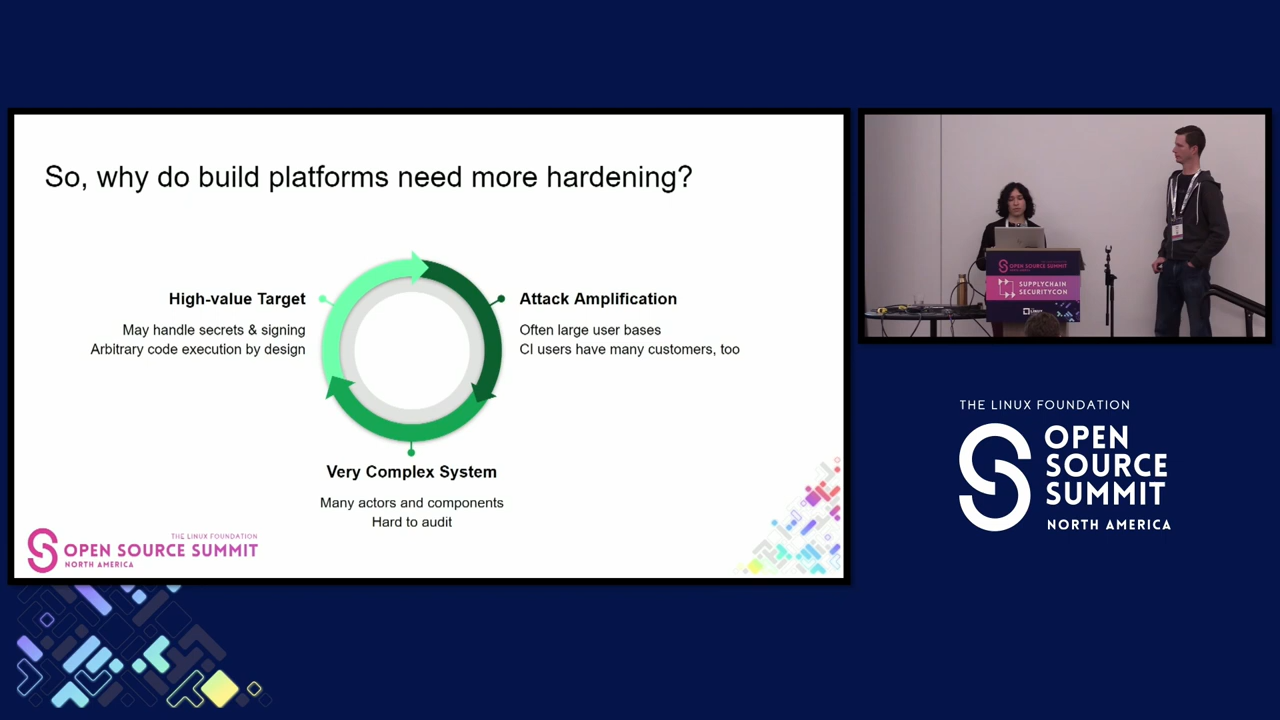 So, why do build platforms need more hardening?
High-value Target
May handle secrets & signing
Arbitrary code execution by design
Attack Amplification
Often large user bases
CI users have many customers, too
Very Complex System
Many actors and components
Hard to audit
THE LINUX FOUNDATION
OPEN SOURCE SUMMIT
NORTH AMERICA
OPEN SOURCE SUMMIT
SUPPLYCHAIN
SECURITYCON
THE LINUX FOUNDATION
OPEN
SOURCE
SUMMIT
NORTH AMERICA